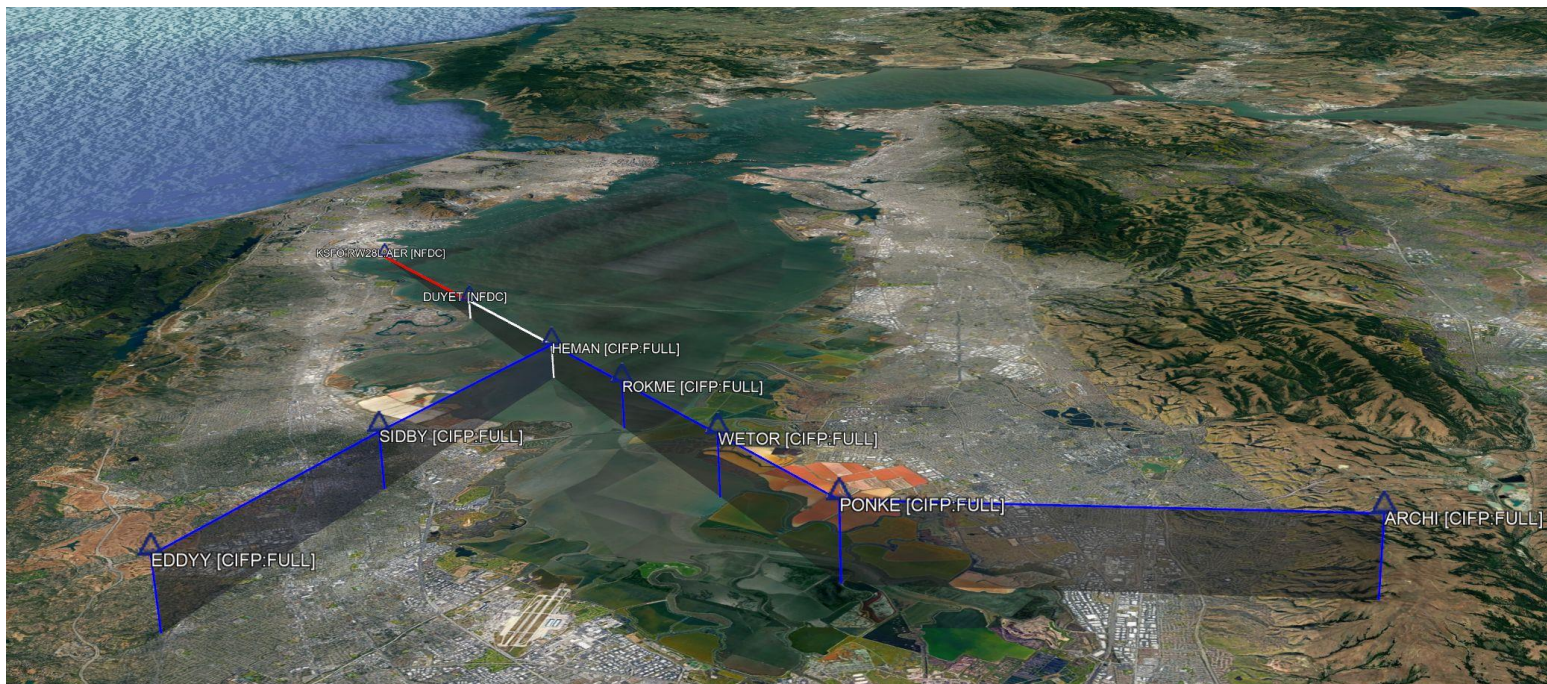 KSFO:RW28L:AER [NFDC]
DUYET [NFDC]
HEMAN [CIFP:FULL]
ROKME [CIFP:FULL]
SIDBY [CIFP:FULL]
WETOR [CIFP:FULL]
PONKE [CIFP:FULL]
ARCHI [CIFP:FULL]
EDDYY [CIFP:FULL]